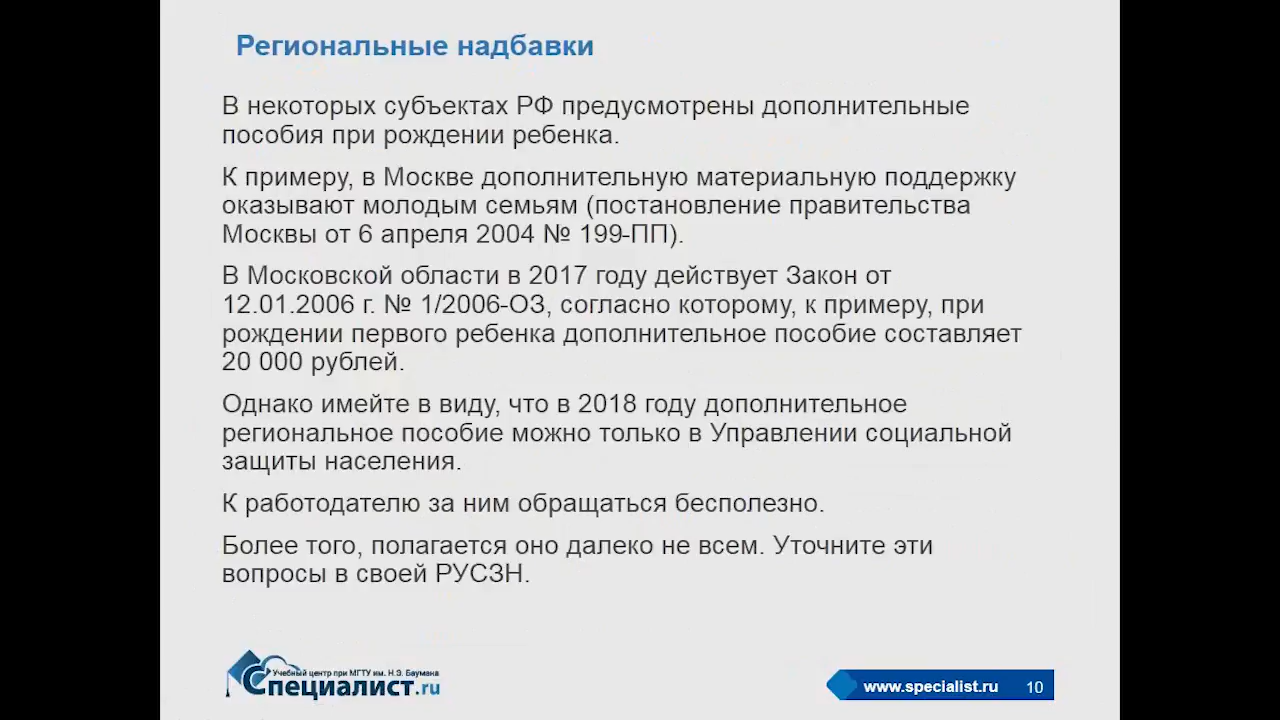 Региональные надбавки
В некоторых субъектах РФ предусмотрены дополнительные
пособия при рождении ребенка.
К примеру, в Москве дополнительную материальную поддержку
оказывают молодым семьям (постановление правительства
Москвы от 6 апреля 2004 № 199-ПП).
В Московской области в 2017 году действует Закон от
12.01.2006 г. № 1/2006-ОЗ, согласно которому, к примеру, при
рождении первого ребенка дополнительное пособие составляет
20 000 рублей.
Однако имейте в виду, что в 2018 году дополнительное
региональное пособие можно только в Управлении социальной
защиты населения.
К работодателю за ним обращаться бесполезно.
Более того, полагается оно далеко не всем. Уточните эти
вопросы в своей РУСЗН.
Учебный центр при МГТУ им. Н.Э. Баумана
Специалист.ru
www.specialist.ru 10